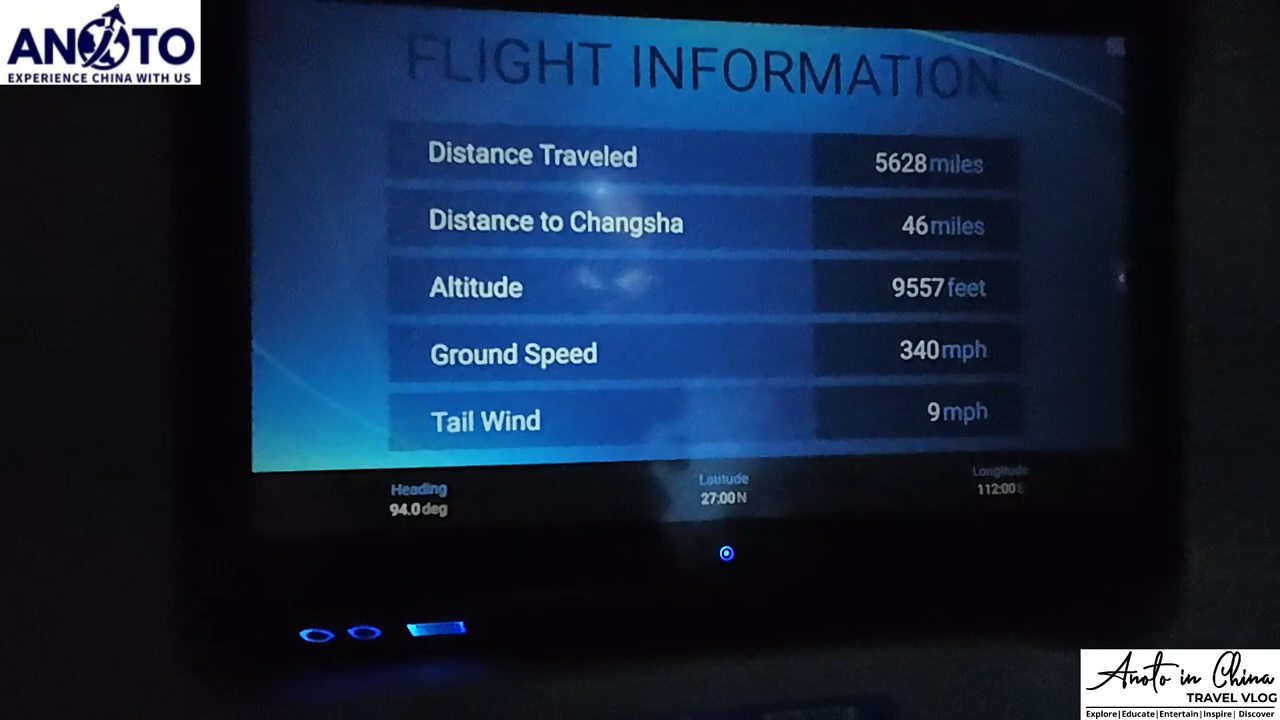 ANOTO
EXPERIENCE CHINA WITH US
FLIGHT INFORMATION
Distance Traveled 5628 miles
Distance to Changsha 46 miles
Altitude 9557 feet
Ground Speed 340 mph
Tail Wind 9 mph
Heading Latitude Longitude
94.0 deg 27:00 N 112:00 E
Anoto in China
TRAVEL VLOG
Explore|Educate|Entertain|Inspire| Discover